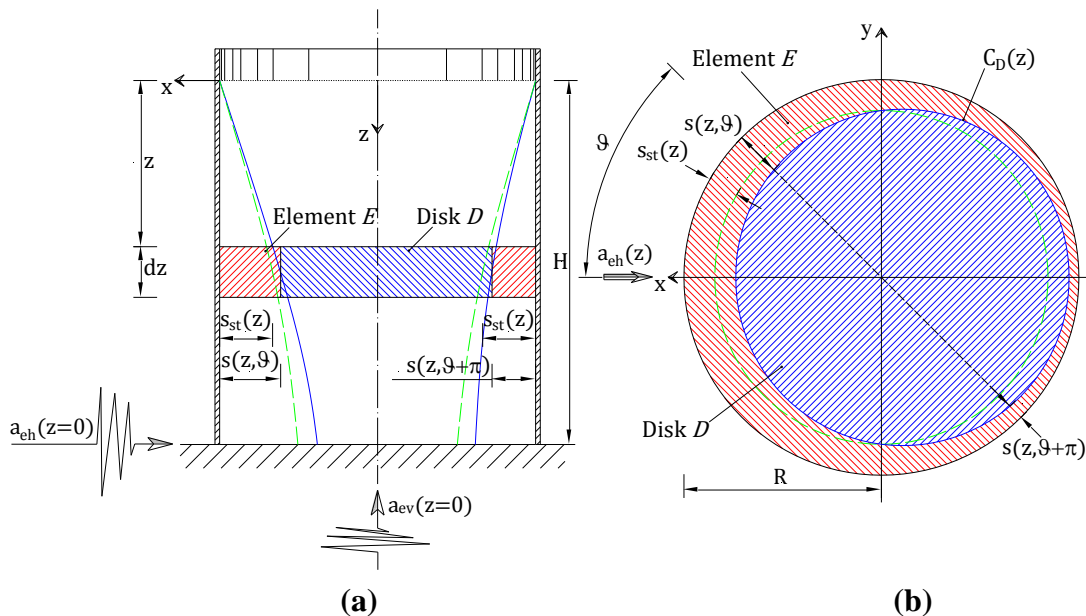 x
z
z
Element E
Disk D
dz
H
s_st(z)
s_st(z)
s(z,ϑ)
s(z,ϑ+π)
a_eh(z=0)
a_ev(z=0)
(a)
y
Element E
C_D(z)
s(z,ϑ)
ϑ
s_st(z)
a_eh(z)
x
Disk D
s(z,ϑ+π)
R
(b)